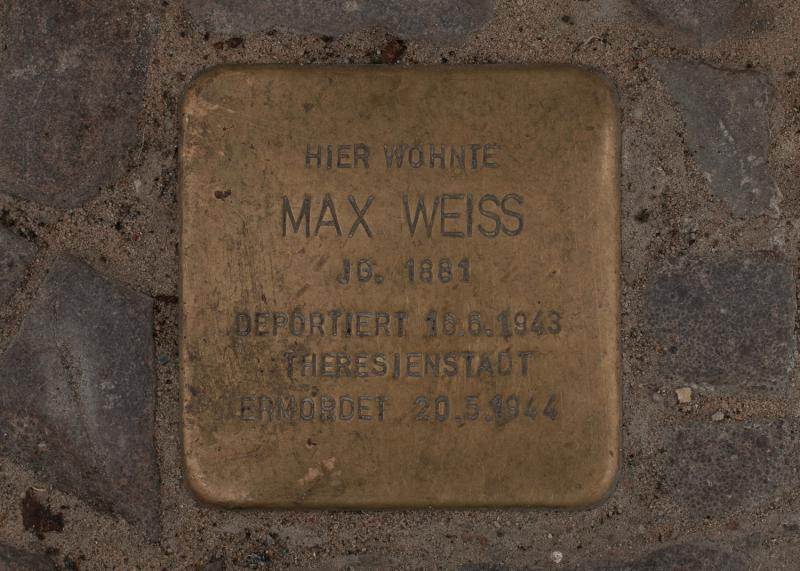 HIER WOHNTE
MAX WEISS
JG. 1881
DEPORTIERT 16.6.1943
THERESIENSTADT
ERMORDET 20.5.1944